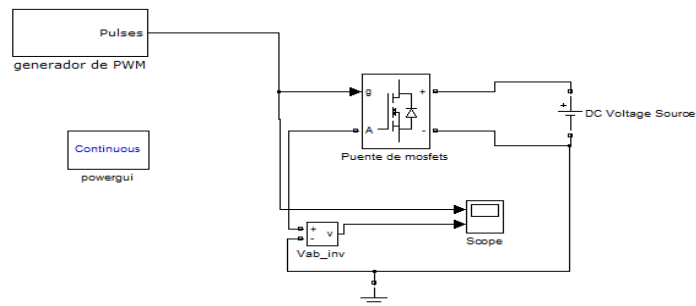 Pulses
generador de PWM
Continuous
powergui
g
+
A
-
Puente de mosfets
+
DC Voltage Source
+
v
-
Vab_inv
Scope